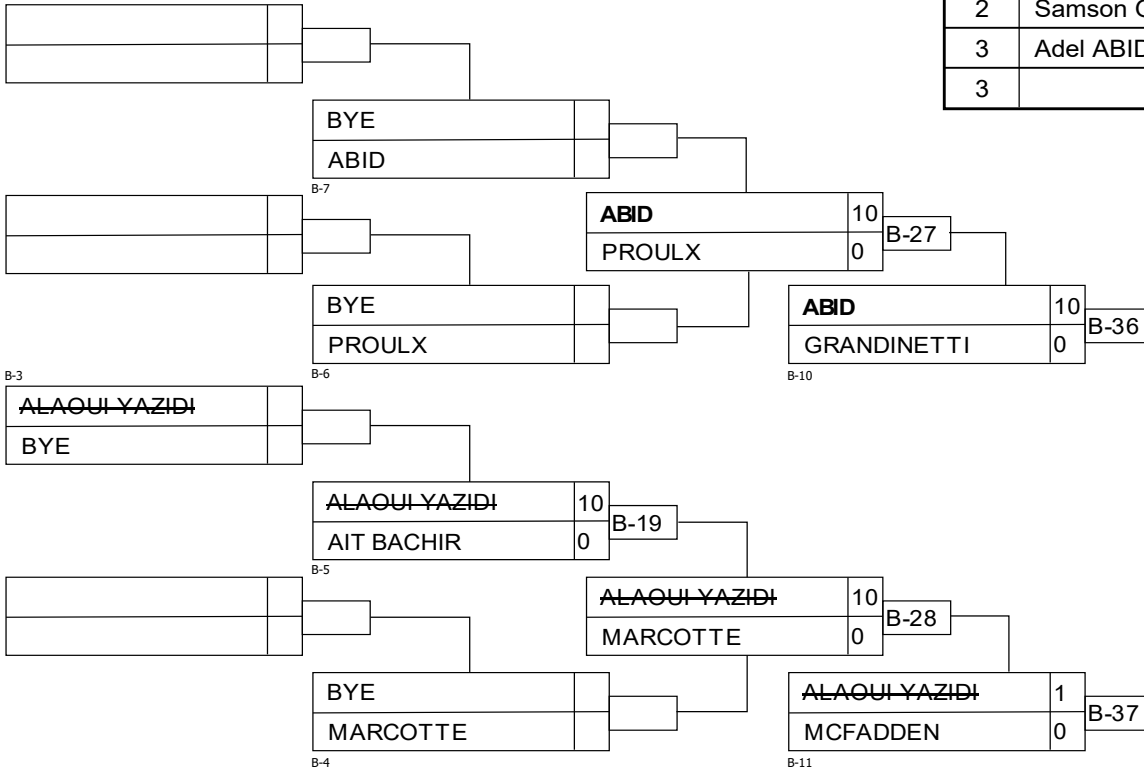 2 Samson
3 Adel ABID
3
BYE
ABID
B-7
ABID 10
PROULX 0
B-27
BYE
PROULX
B-6
ABID 10
GRANDINETTI 0
B-36
B-10
B-3
ALAOUI YAZIDI
BYE
ALAOUI YAZIDI 10
AIT BACHIR 0
B-19
B-5
ALAOUI YAZIDI 10
MARCOTTE 0
B-28
BYE
MARCOTTE
B-4
ALAOUI YAZIDI 1
MCFADDEN 0
B-37
B-11